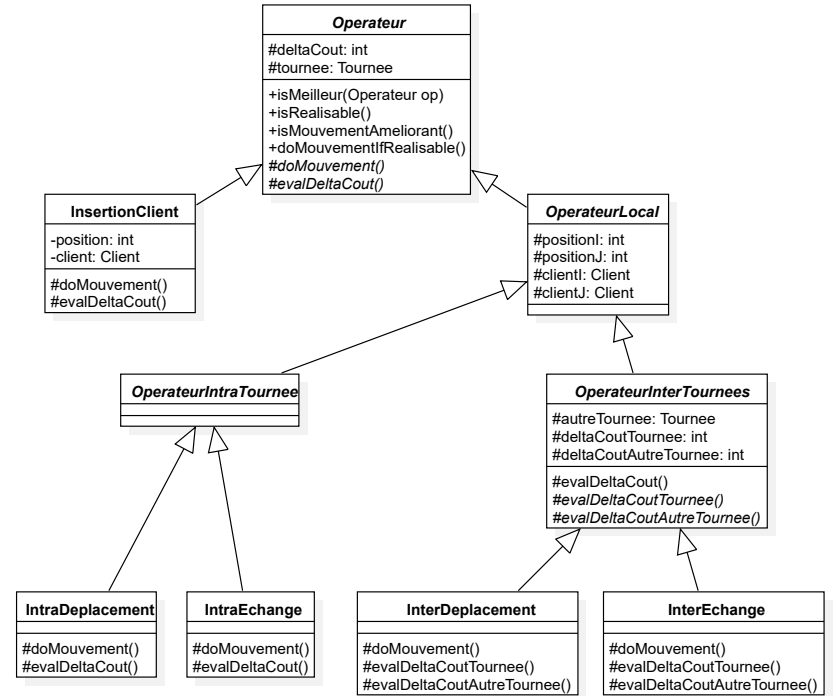 Operateur
#deltaCout: int
#tournee: Tournee
+isMeilleur(Operateur op)
+isRealisable()
+isMouvementAmeliorant()
+doMouvementIfRealisable()
#doMouvement()
#evalDeltaCout()
InsertionClient
-position: int
-client: Client
#doMouvement()
#evalDeltaCout()
OperateurLocal
#positionI: int
#positionJ: int
#clientI: Client
#clientJ: Client
OperateurIntraTournee
OperateurInterTournees
#autreTournee: Tournee
#deltaCoutTournee: int
#deltaCoutAutreTournee: int
#evalDeltaCout()
#evalDeltaCoutTournee()
#evalDeltaCoutAutreTournee()
IntraDeplacement
#doMouvement()
#evalDeltaCout()
IntraEchange
#doMouvement()
#evalDeltaCout()
InterDeplacement
#doMouvement()
#evalDeltaCoutTournee()
#evalDeltaCoutAutreTournee()
InterEchange
#doMouvement()
#evalDeltaCoutTournee()
#evalDeltaCoutAutreTournee()